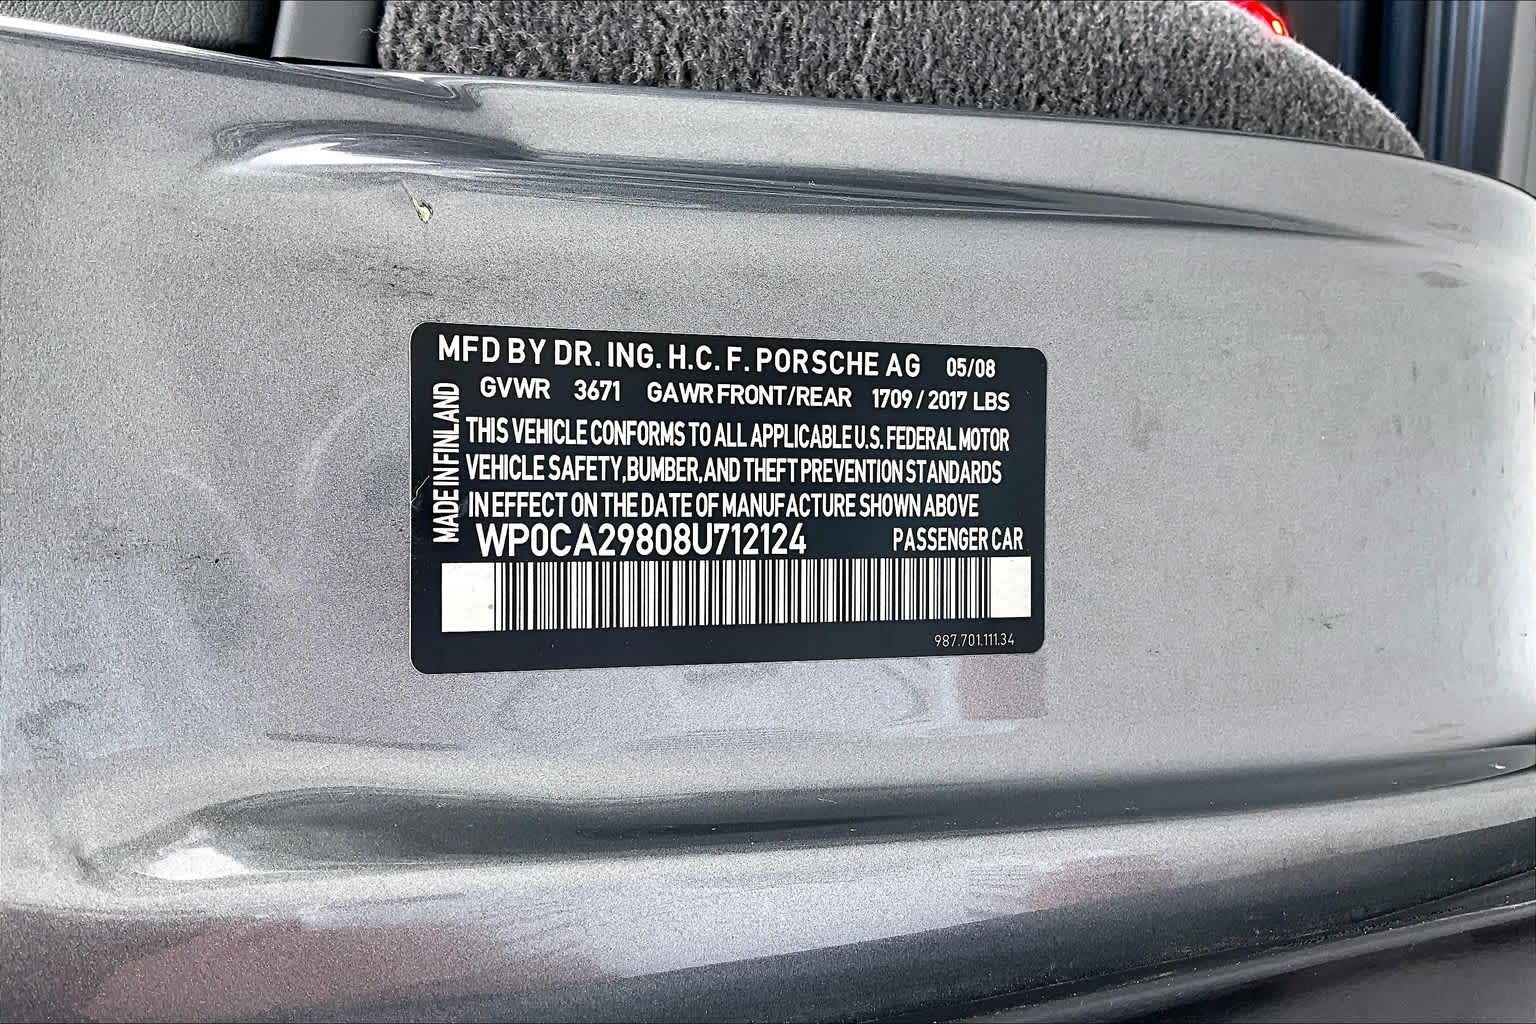 MFD BY DR. ING. H.C. F. PORSCHE AG 05/08
GVWR 3671 GAWR FRONT/REAR 1709 / 2017 LBS
MADE IN FINLAND
THIS VEHICLE CONFORMS TO ALL APPLICABLE U.S. FEDERAL MOTOR
VEHICLE SAFETY, BUMBER, AND THEFT PREVENTION STANDARDS
IN EFFECT ON THE DATE OF MANUFACTURE SHOWN ABOVE
WP0CA29808U712124 PASSENGER CAR
987.701.111.34